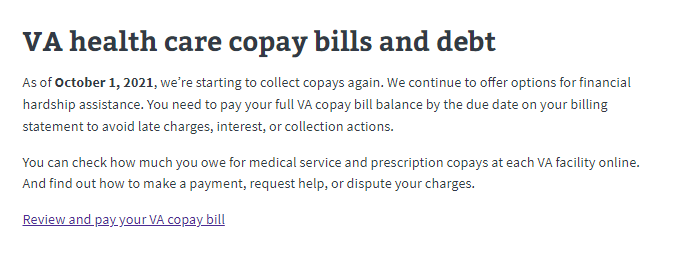 VA health care copay bills and debt
As of October 1, 2021, we’re starting to collect copays again. We continue to offer options for financial
hardship assistance. You need to pay your full VA copay bill balance by the due date on your billing
statement to avoid late charges, interest, or collection actions.
You can check how much you owe for medical service and prescription copays at each VA facility online.
And find out how to make a payment, request help, or dispute your charges.
Review and pay your VA copay bill